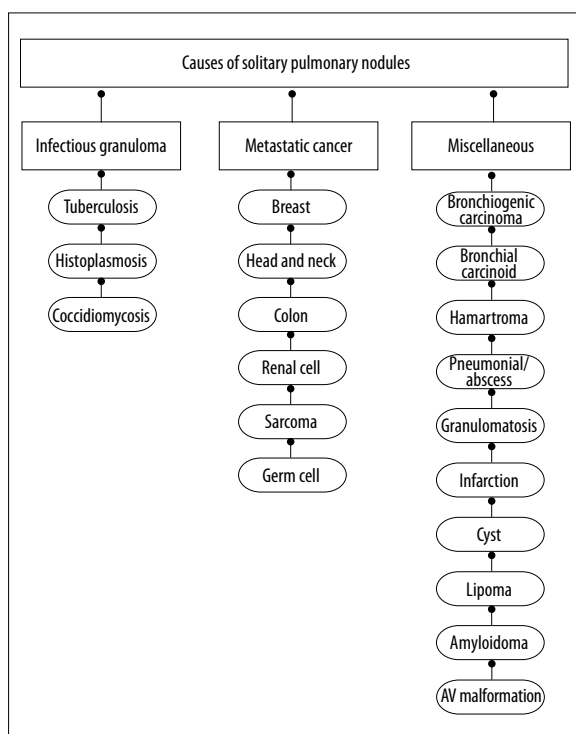 Causes of solitary pulmonary nodules
Infectious granuloma
Tuberculosis
Histoplasmosis
Coccidiomycosis
Metastatic cancer
Breast
Head and neck
Colon
Renal cell
Sarcoma
Germ cell
Miscellaneous
Bronchiogenic
carcinoma
Bronchial
carcinoid
Hamartroma
Pneumonial/
abscess
Granulomatosis
Infarction
Cyst
Lipoma
Amyloidoma
AV malformation